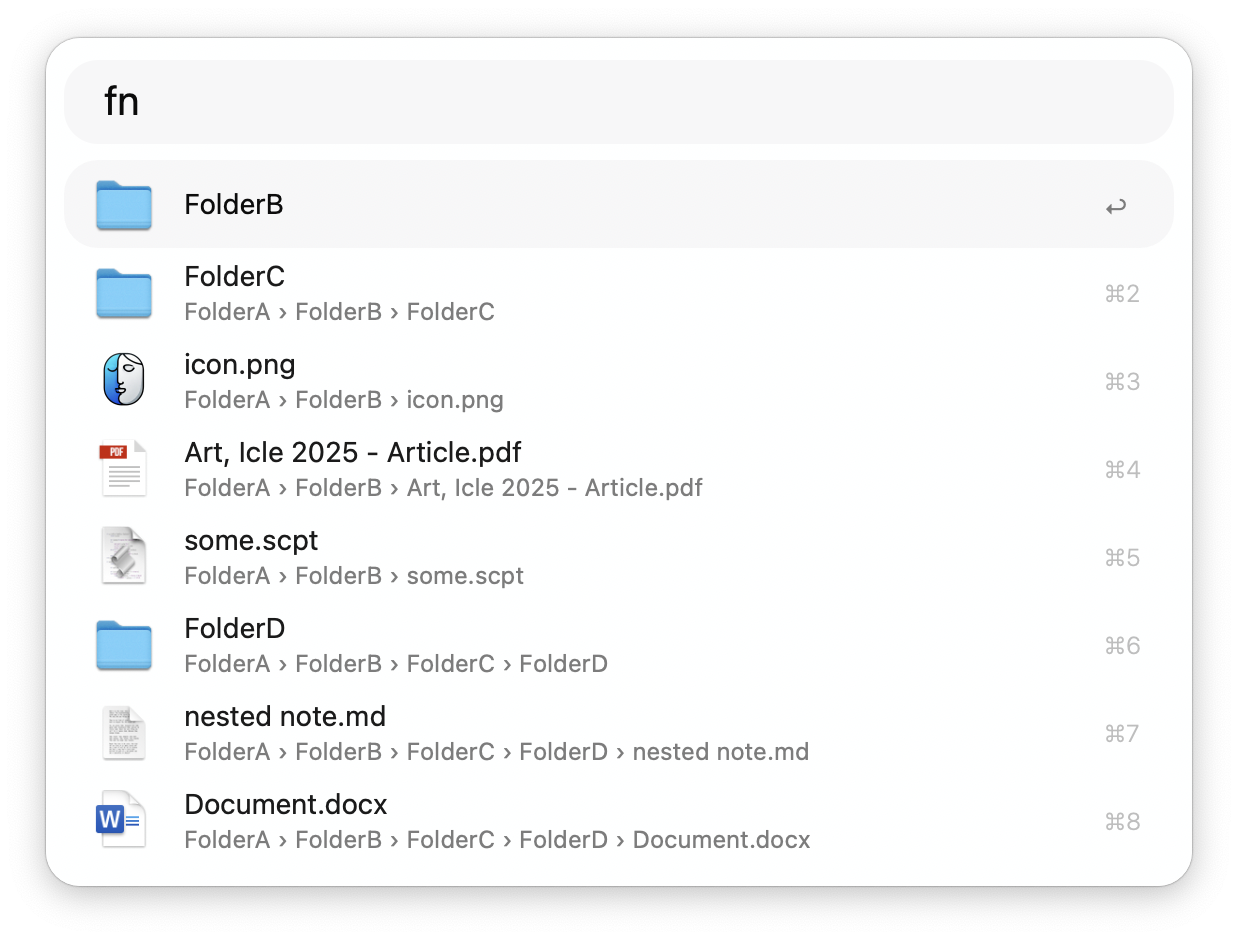 fn
FolderB
↩
FolderC
FolderA › FolderB › FolderC
⌘2
icon.png
FolderA › FolderB › icon.png
⌘3
PDF
Art, Icle 2025 - Article.pdf
FolderA › FolderB › Art, Icle 2025 - Article.pdf
⌘4
some.scpt
FolderA › FolderB › some.scpt
⌘5
FolderD
FolderA › FolderB › FolderC › FolderD
⌘6
nested note.md
FolderA › FolderB › FolderC › FolderD › nested note.md
⌘7
W
Document.docx
FolderA › FolderB › FolderC › FolderD › Document.docx
⌘8